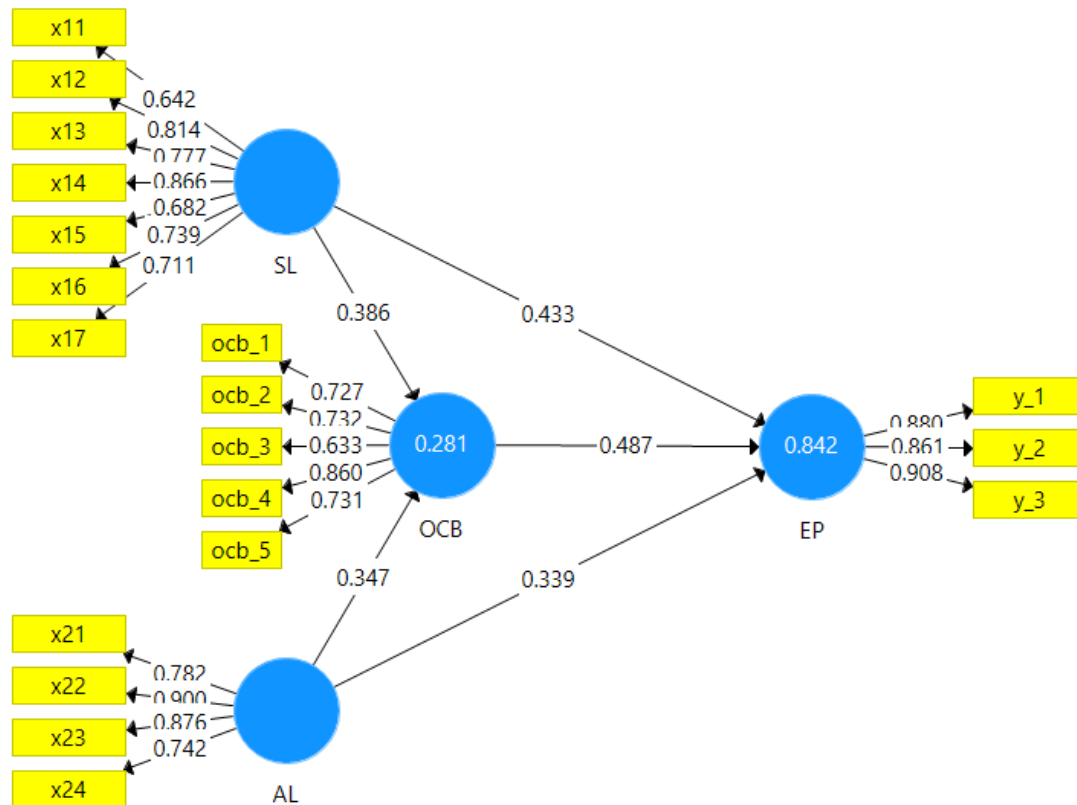 x11
x12
x13
x14
x15
x16
x17
0.642
0.814
0.777
0.866
0.682
0.739
0.711
SL
0.386
0.433
ocb_1
ocb_2
ocb_3
ocb_4
ocb_5
0.727
0.732
0.633
0.860
0.731
0.281
OCB
0.487
0.842
EP
0.880
0.861
0.908
y_1
y_2
y_3
0.347
0.339
x21
x22
x23
x24
0.782
0.900
0.876
0.742
AL